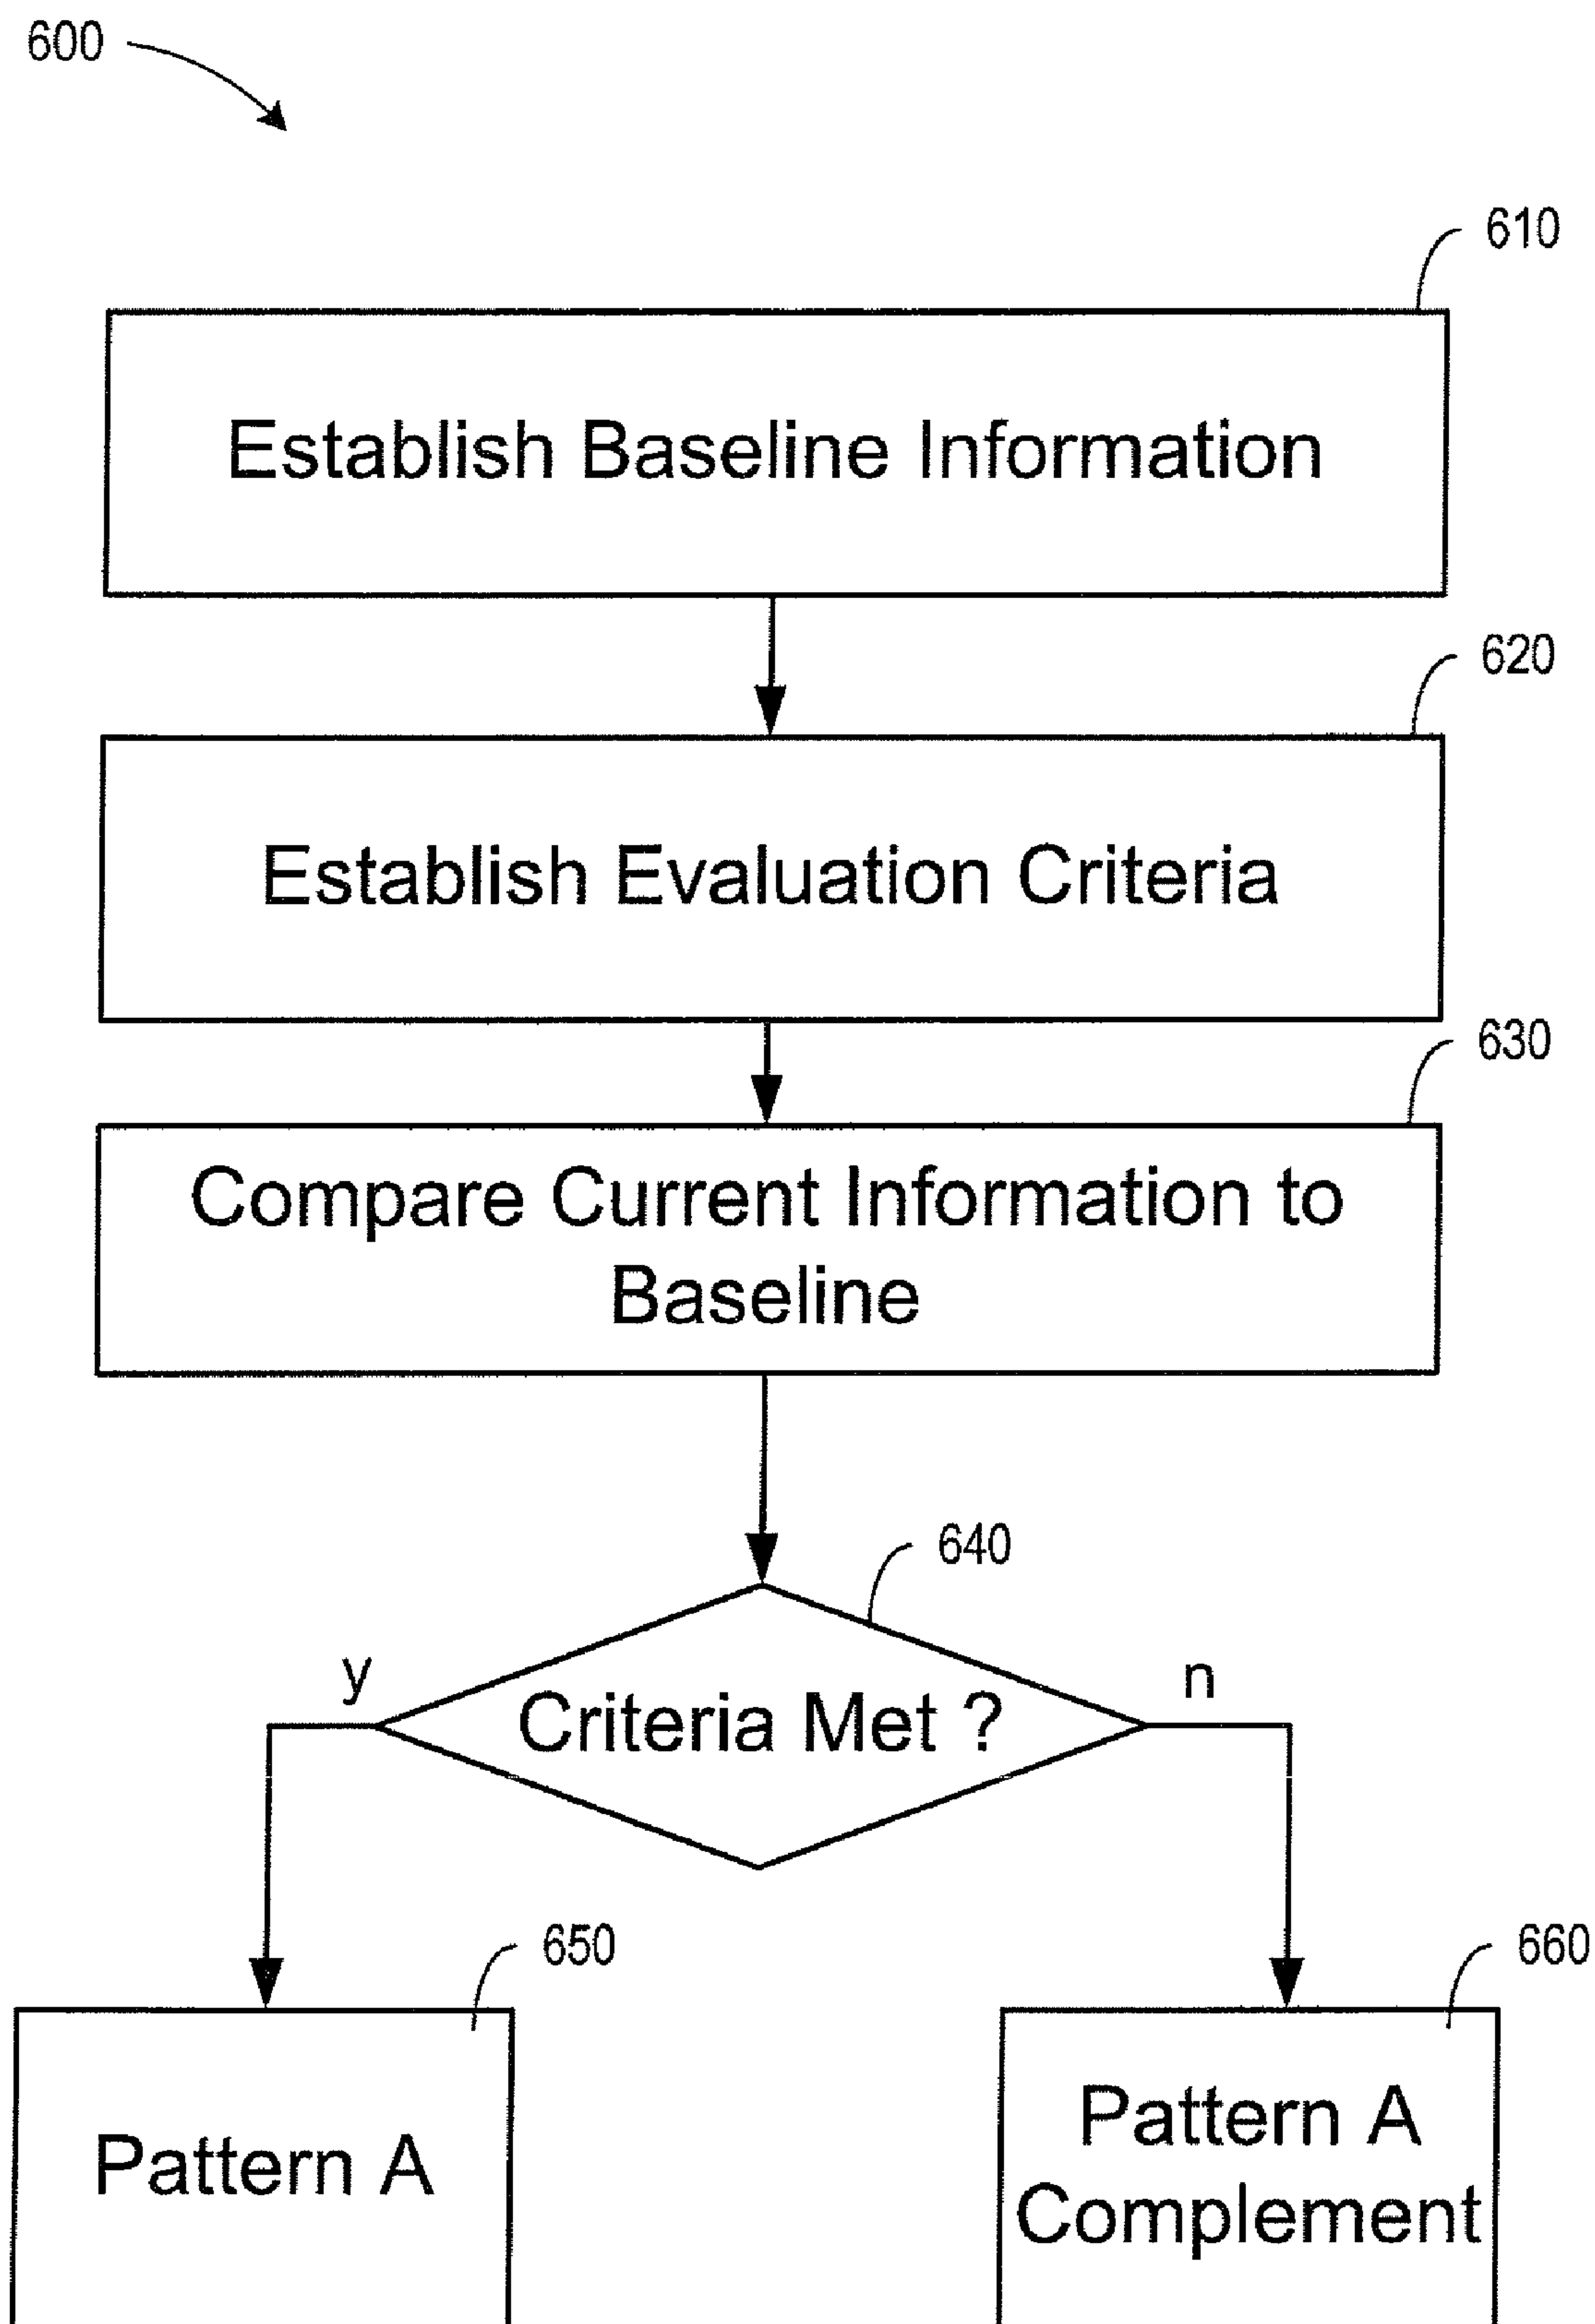 600
610
Establish Baseline Information
620
Establish Evaluation Criteria
630
Compare Current Information to
Baseline
640
y
n
Criteria Met ?
650
660
Pattern A
Pattern A
Complement